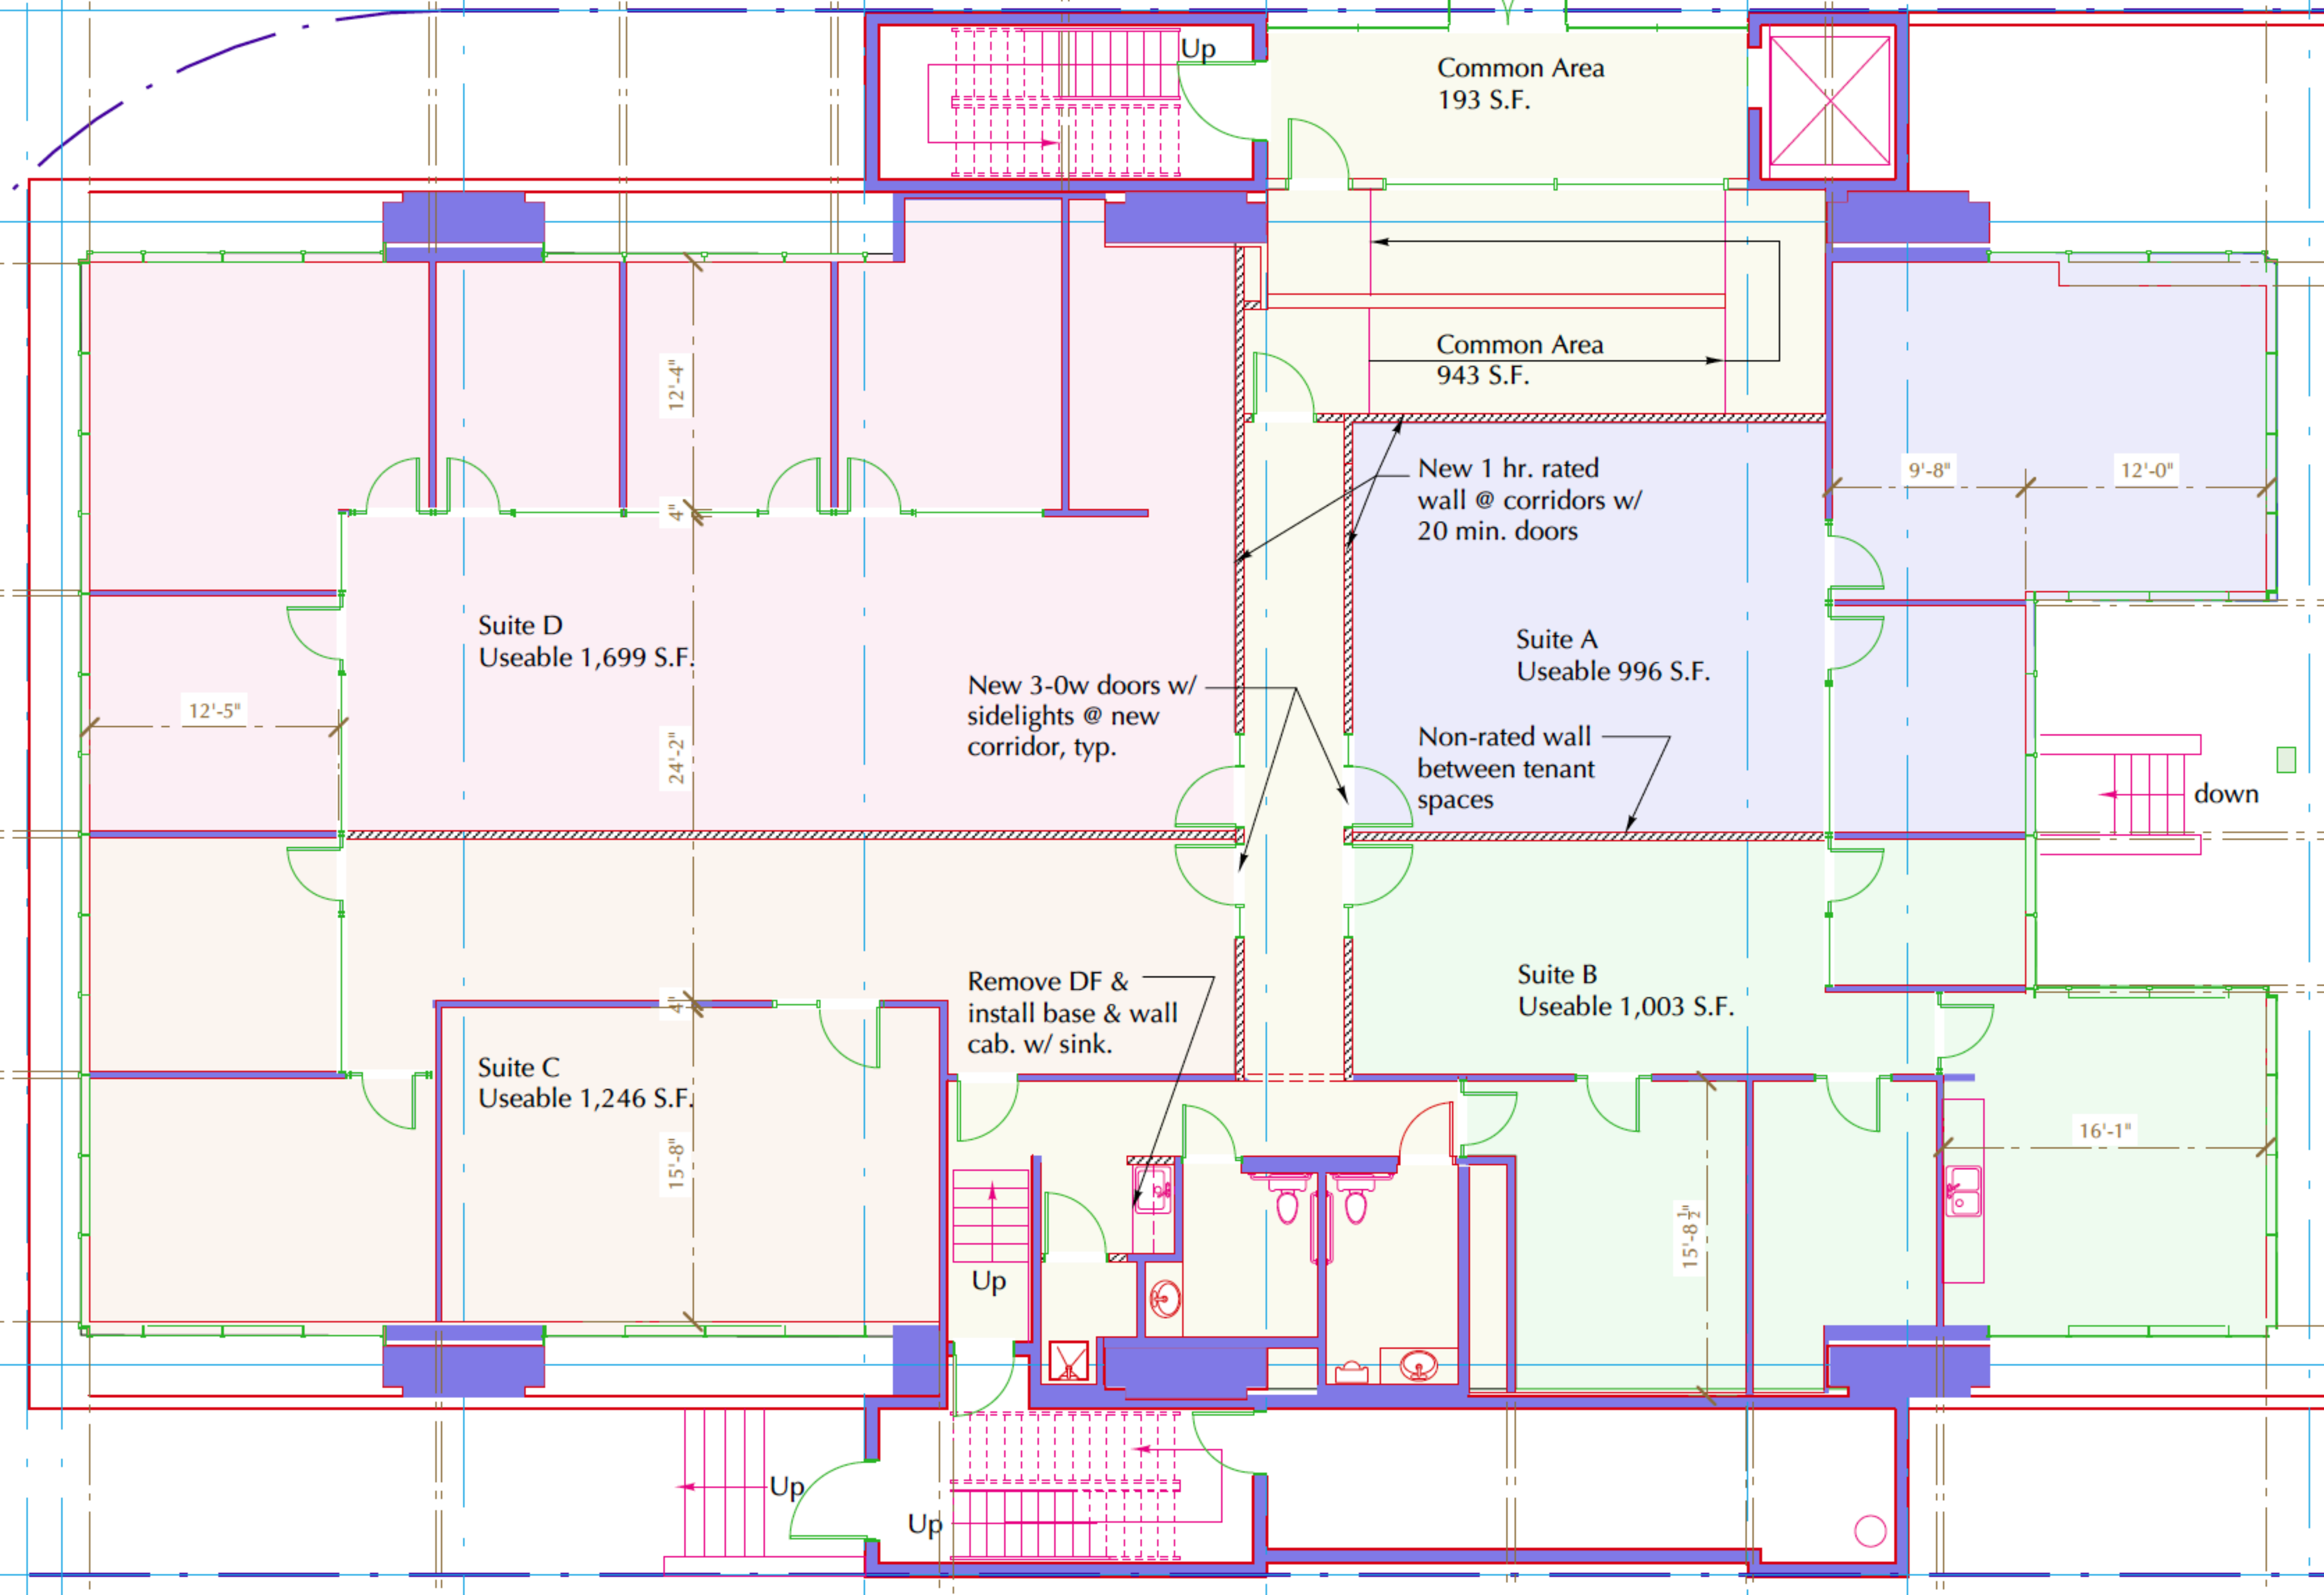 Up
Common Area
193 S.F.
Common Area
943 S.F.
12'-4"
4"
New 1 hr. rated
wall @ corridors w/
20 min. doors
9'-8"
12'-0"
Suite D
Useable 1,699 S.F.
Suite A
Useable 996 S.F.
12'-5"
24'-2"
New 3-0w doors w/
sidelights @ new
corridor, typ.
Non-rated wall
between tenant
spaces
down
Remove DF &
install base & wall
cab. w/ sink.
Suite B
Useable 1,003 S.F.
4"
Suite C
Useable 1,246 S.F.
15'-8"
16'-1"
15'-8 1/2"
Up
Up
Up